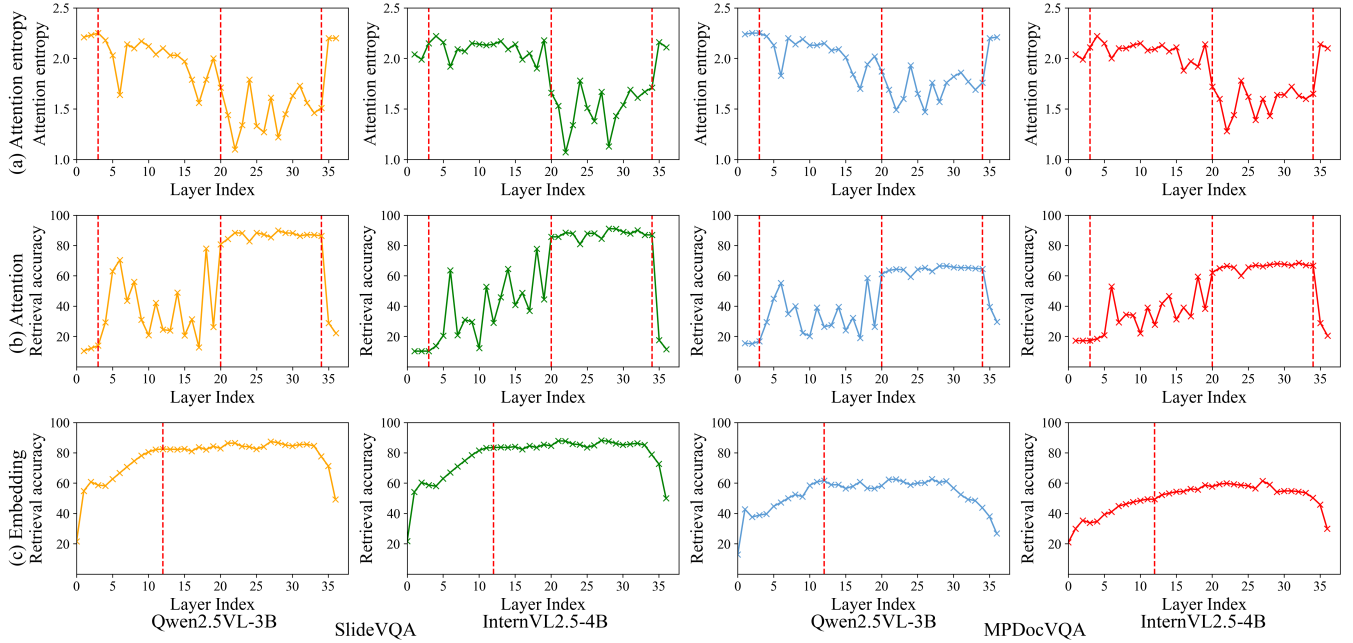 (a) Attention entropy
Attention entropy
2.5
2.0
1.5
1.0
0 5 10 15 20 25 30 35
Layer Index
Attention entropy
2.5
2.0
1.5
1.0
0 5 10 15 20 25 30 35
Layer Index
Attention entropy
2.5
2.0
1.5
1.0
0 5 10 15 20 25 30 35
Layer Index
Attention entropy
2.5
2.0
1.5
1.0
0 5 10 15 20 25 30 35
Layer Index
(b) Attention
Retrieval accuracy
100
80
60
40
20
0 5 10 15 20 25 30 35
Layer Index
Retrieval accuracy
100
80
60
40
20
0 5 10 15 20 25 30 35
Layer Index
Retrieval accuracy
100
80
60
40
20
0 5 10 15 20 25 30 35
Layer Index
Retrieval accuracy
100
80
60
40
20
0 5 10 15 20 25 30 35
Layer Index
(c) Embedding
Retrieval accuracy
100
80
60
40
20
0 5 10 15 20 25 30 35
Layer Index
Retrieval accuracy
100
80
60
40
20
0 5 10 15 20 25 30 35
Layer Index
Retrieval accuracy
100
80
60
40
20
0 5 10 15 20 25 30 35
Layer Index
Retrieval accuracy
100
80
60
40
20
0 5 10 15 20 25 30 35
Layer Index
Qwen2.5VL-3B
InternVL2.5-4B
Qwen2.5VL-3B
InternVL2.5-4B
SlideVQA
MPDocVQA